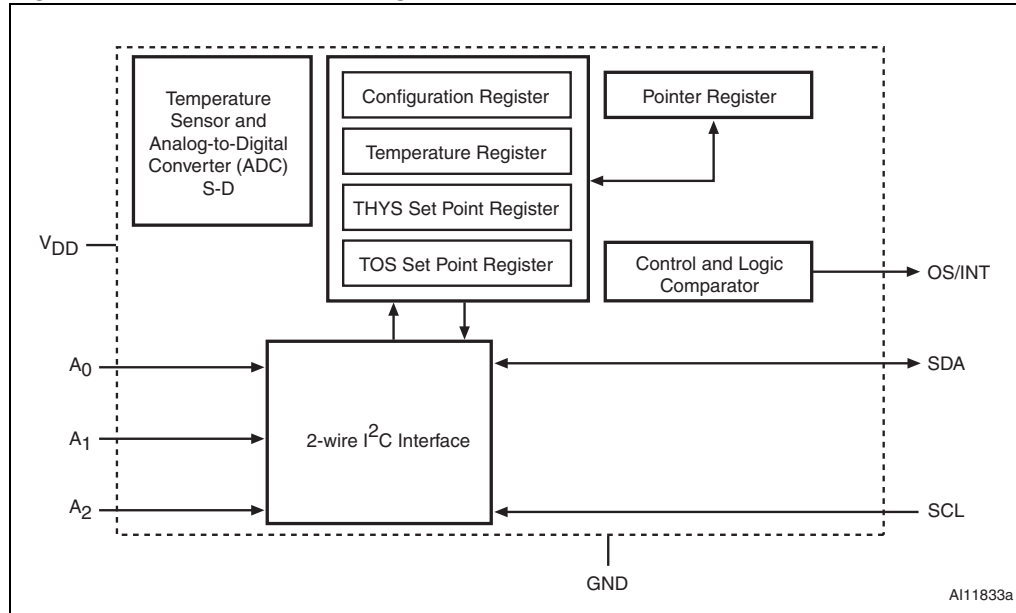 Temperature
Sensor and
Analog-to-Digital
Converter (ADC)
S-D
Configuration Register
Temperature Register
THYS Set Point Register
TOS Set Point Register
Pointer Register
Control and Logic
Comparator
VDD
OS/INT
A0
A1
A2
2-wire I2C Interface
SDA
SCL
GND
AI11833a